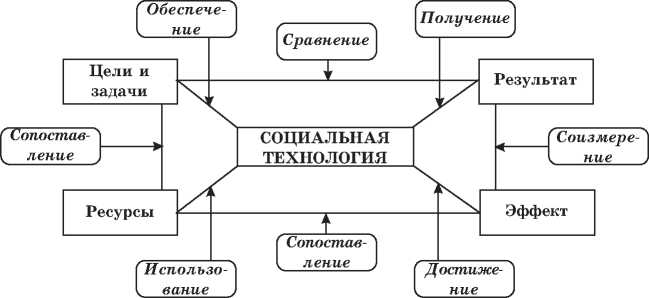 Обеспече-
ние
Сравнение
Получение
Цели и
задачи
Результат
Сопостав-
ление
СОЦИАЛЬНАЯ
ТЕХНОЛОГИЯ
Соизмере-
ние
Ресурсы
Эффект
Использо-
вание
Сопостав-
ление
Достиже-
ние